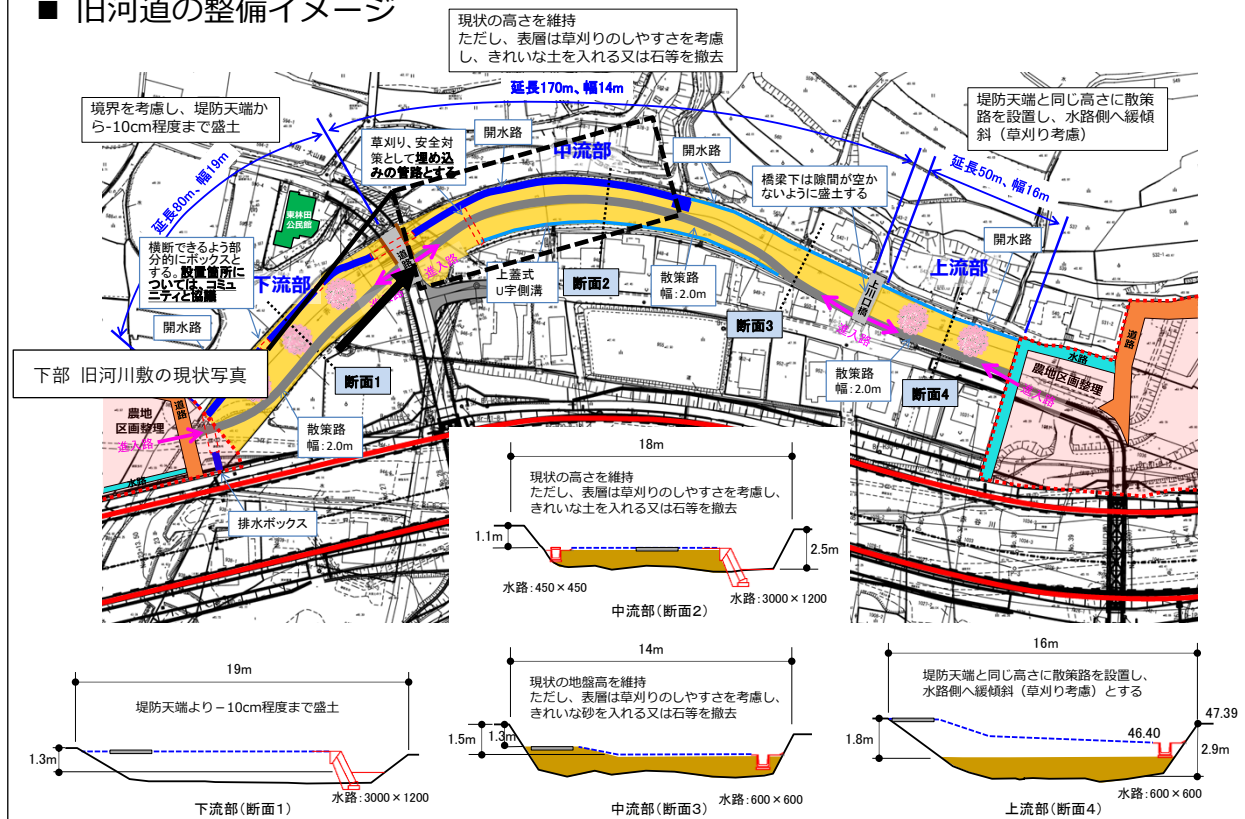 ■ 旧河道の整備イメージ
現状の高さを維持
ただし、表層は草刈りのしやすさを考慮
し、きれいな土を入れる又は石等を撤去
延長170m、幅14m
境界を考慮し、堤防天端か
ら-10cm程度まで盛土
堤防天端と同じ高さに散策
路を設置し、水路側へ緩傾
斜（草刈り考慮）
延長80m、幅19m
草刈り、安全対
策として埋め込
みの管路とする
開水路
中流部
開水路
橋梁下は隙間が空か
ないように盛土する
延長50m、幅16m
開水路
東林田
公民館
横断できるよう部
分的にボックスと
する。設置箇所に
ついては、コミュ
ニティと協議
下流部
道路
進入路
進入路
上蓋式
U字側溝
断面2
散策路
幅：2.0m
上川口橋
上流部
開水路
断面3
進入路
下部 旧河川敷の現状写真
断面1
散策路
幅：2.0m
断面4
進入路
水路
道路
農地区画整理
農地
区画整理
道路
進入路
水路
散策路
幅：2.0m
排水ボックス
18m
現状の高さを維持
ただし、表層は草刈りのしやすさを考慮し、
きれいな土を入れる又は石等を撤去
1.1m
2.5m
水路：450×450
水路：3000×1200
中流部（断面2）
19m
堤防天端より－10cm程度まで盛土
1.3m
水路：3000×1200
下流部（断面1）
14m
現状の地盤高を維持
ただし、表層は草刈りのしやすさを考慮し、
きれいな砂を入れる又は石等を撤去
1.5m
1.3m
水路：600×600
中流部（断面3）
16m
堤防天端と同じ高さに散策路を設置し、
水路側へ緩傾斜（草刈り考慮）とする
47.39
46.40
1.8m
2.9m
水路：600×600
上流部（断面4）